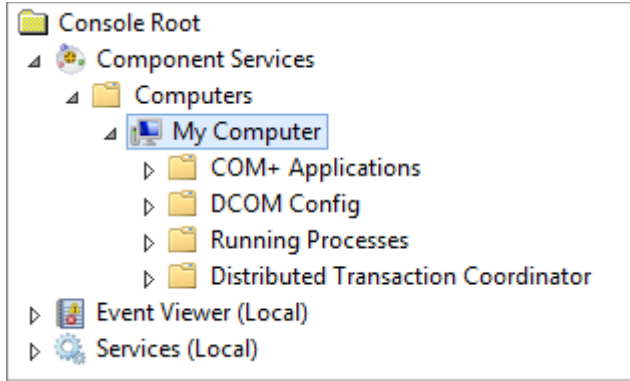 Console Root
Component Services
Computers
My Computer
COM+ Applications
DCOM Config
Running Processes
Distributed Transaction Coordinator
Event Viewer (Local)
Services (Local)